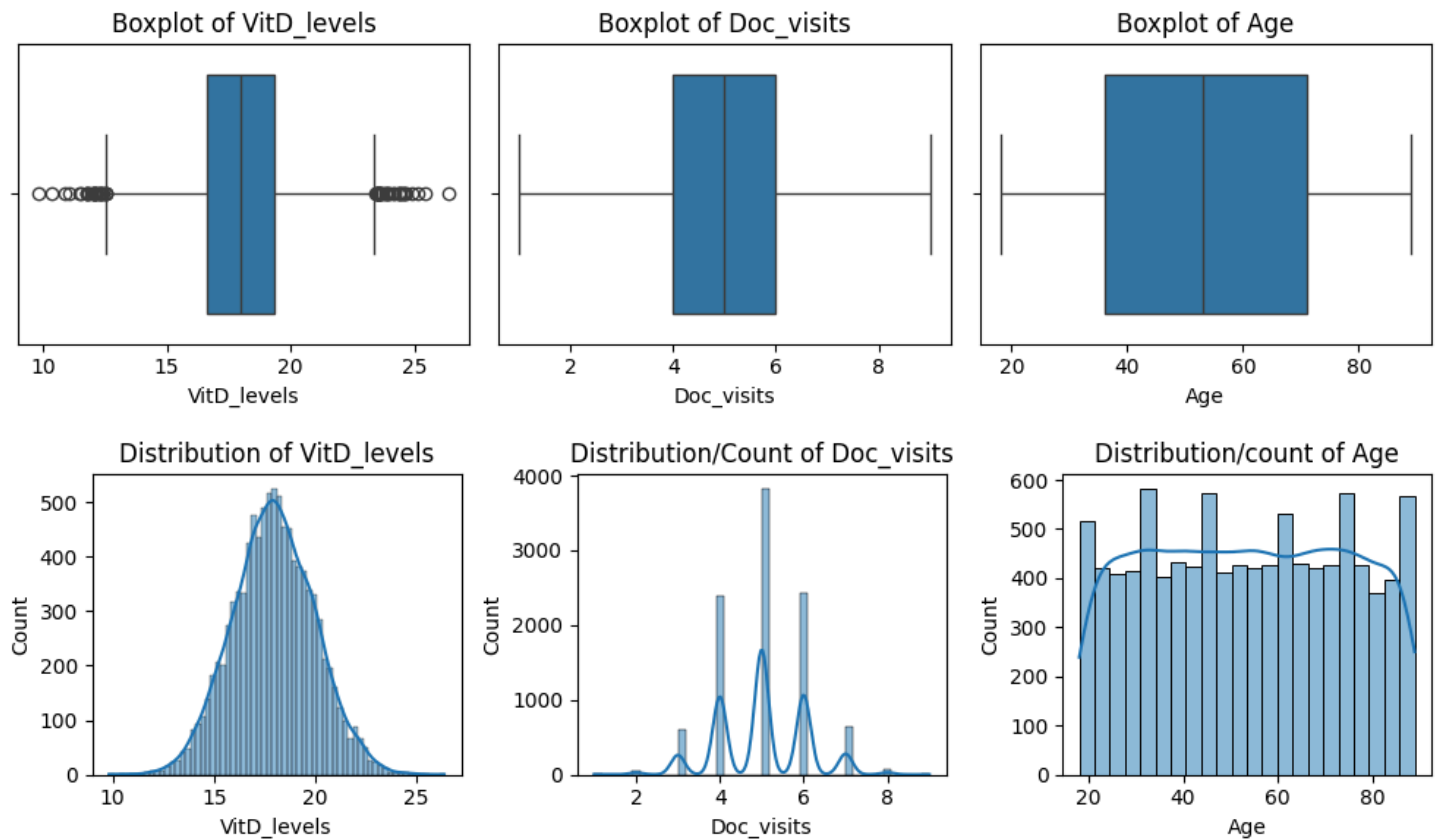 Boxplot of VitD_levels
10 15 20 25
VitD_levels
Boxplot of Doc_visits
2 4 6 8
Doc_visits
Boxplot of Age
20 40 60 80
Age
Distribution of VitD_levels
500
400
300
200
100
0
Count
10 15 20 25
VitD_levels
Distribution/Count of Doc_visits
4000
3000
2000
1000
0
Count
2 4 6 8
Doc_visits
Distribution/count of Age
600
500
400
300
200
100
0
Count
20 40 60 80
Age